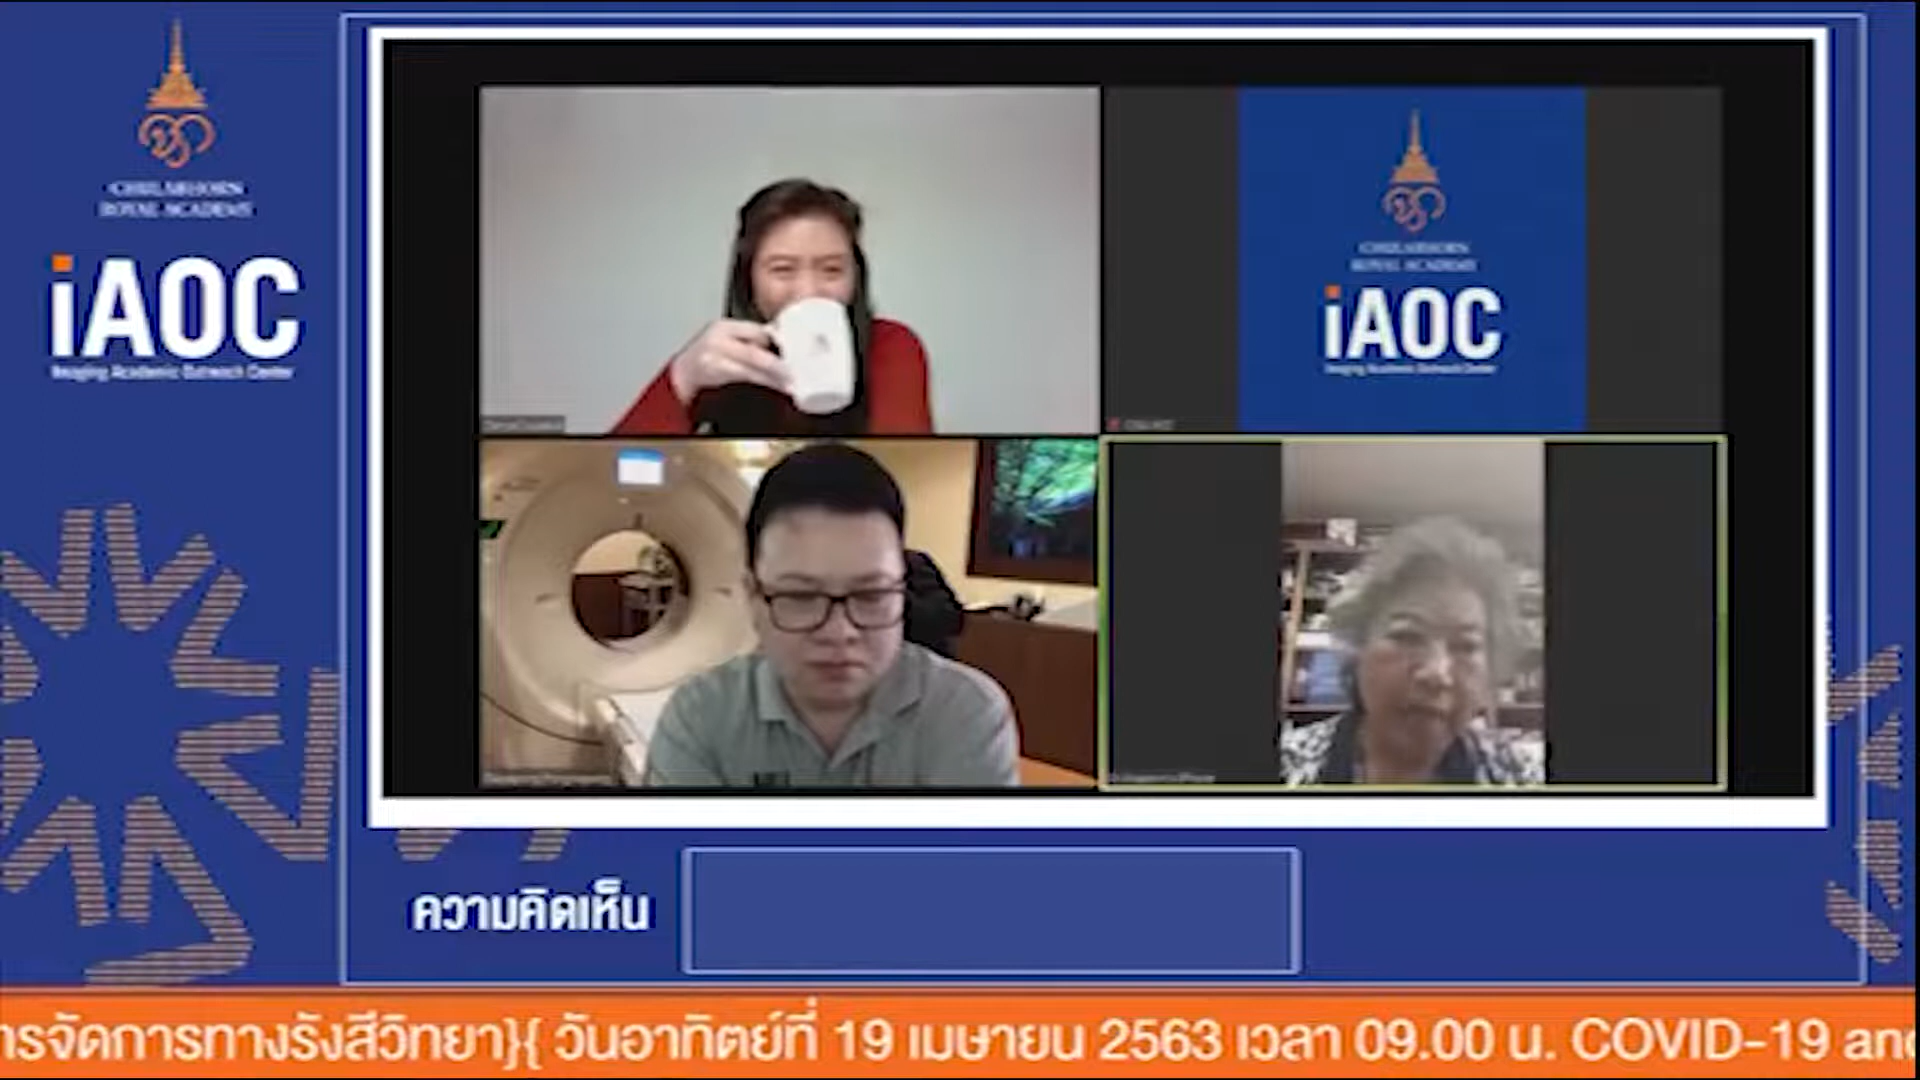 CHULABHORN
ROYAL ACADEMY
iAOC
Imaging Academic Outreach Center
CHULABHORN
ROYAL ACADEMY
iAOC
Imaging Academic Outreach Center
ความคิดเห็น
ารจัดการทางรังสีวิทยา}{ วันอาทิตย์ที่ 19 เมษายน 2563 เวลา 09.00 น. COVID-19 and